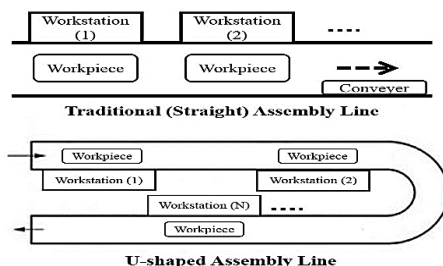 Workstation (1) Workstation (2) ....
Workpiece Workpiece
Conveyer
Traditional (Straight) Assembly Line
Workpiece Workpiece
Workstation (1) Workstation (2)
Workstation (N) ....
Workpiece
U-shaped Assembly Line